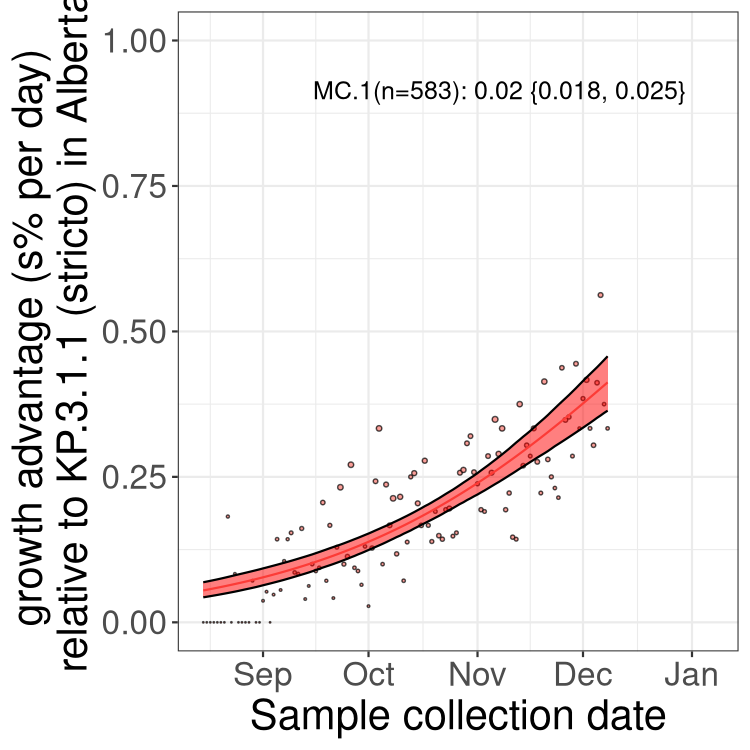 growth advantage (s% per day)
relative to KP.3.1.1 (stricto) in Alberta
1.00
0.75
0.50
0.25
0.00
MC.1(n=583): 0.02 {0.018, 0.025}
Sep Oct Nov Dec Jan
Sample collection date